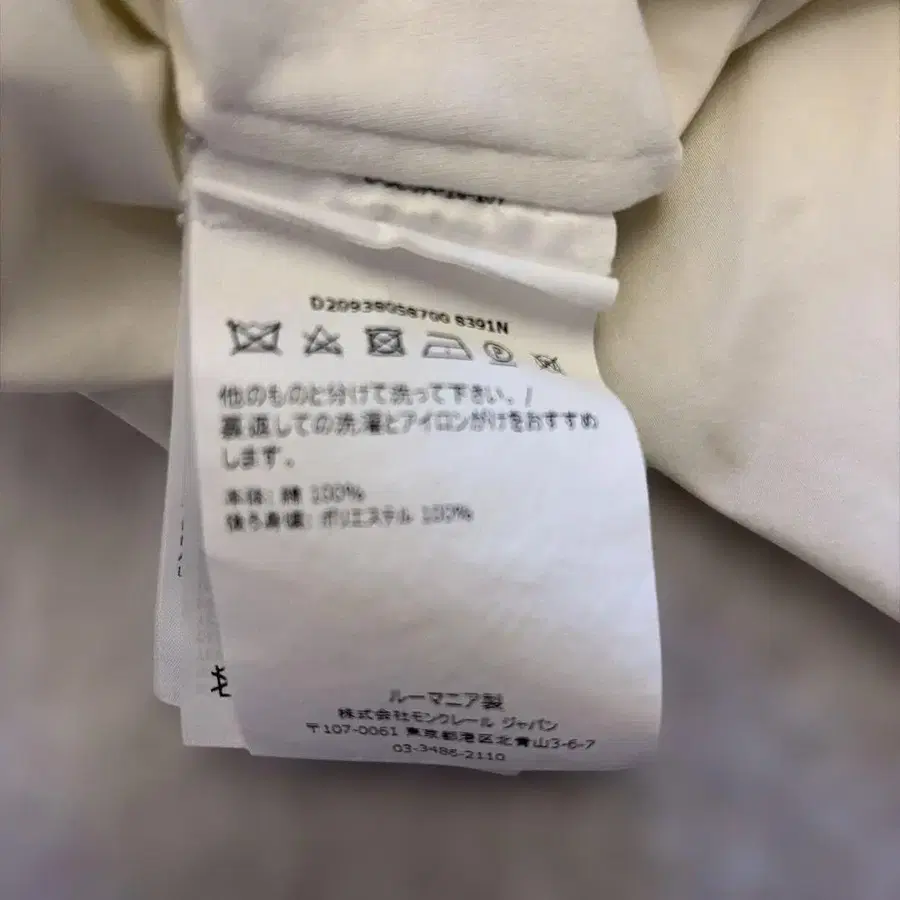 D20938058700 8391N
他のものと分けて洗って下さい。/
裏返しての洗濯とアイロンがけをおすすめ
します。
本体: 綿 100%
後ろ身頃: ポリエステル 100%
ルーマニア製
株式会社モンクレール ジャパン
〒107-0061 東京都港区北青山3-6-7
03-3486-2110